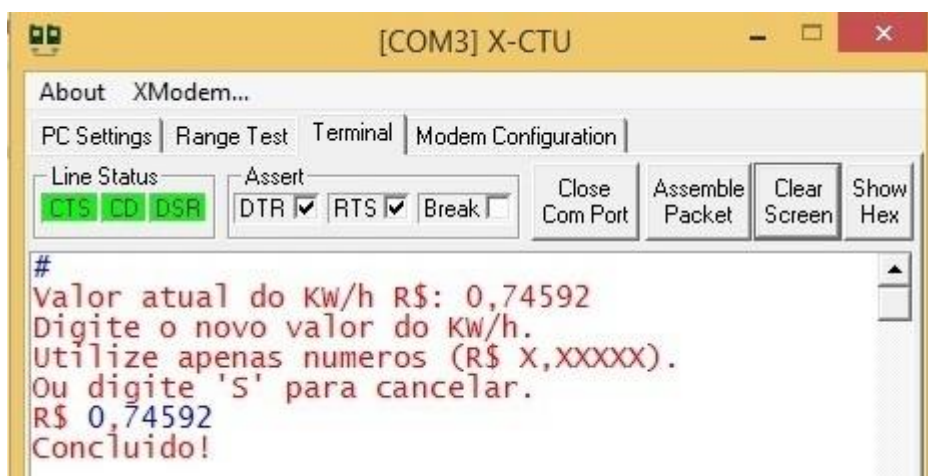 [COM3] X-CTU
About XModem...
PC Settings Range Test Terminal Modem Configuration
Line Status
CTS CD DSR
Assert
DTR RTS Break
Close
Com Port
Assemble
Packet
Clear
Screen
Show
Hex
#
Valor atual do KW/h R$: 0,74592
Digite o novo valor do KW/h.
Utilize apenas numeros (R$ X,XXXXX).
Ou digite 'S' para cancelar.
R$ 0,74592
Concluido!